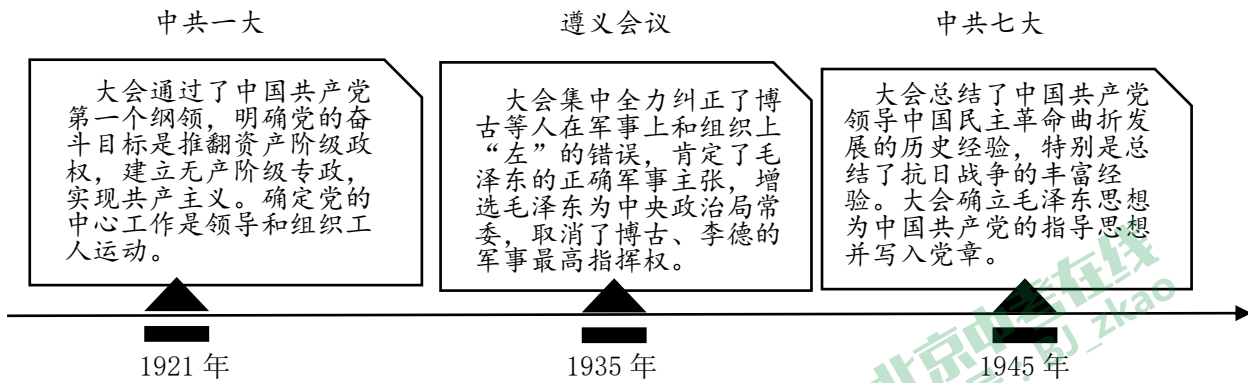 中共一大
大会通过了中国共产党
第一个纲领，明确党的奋
斗目标是推翻资产阶级政
权，建立无产阶级专政，
实现共产主义。确定党的
中心工作是领导和组织工
人运动。
1921 年
遵义会议
大会集中全力纠正了博
古等人在军事上和组织上
“左”的错误，肯定了毛
泽东的正确军事主张，增
选毛泽东为中央政治局常
委，取消了博古、李德的
军事最高指挥权。
1935 年
中共七大
大会总结了中国共产党
领导中国民主革命曲折发
展的历史经验，特别是总
结了抗日战争的丰富经
验。大会确立毛泽东思想
为中国共产党的指导思想
并写入党章。
1945 年
北京中考在线
BJ_zkao